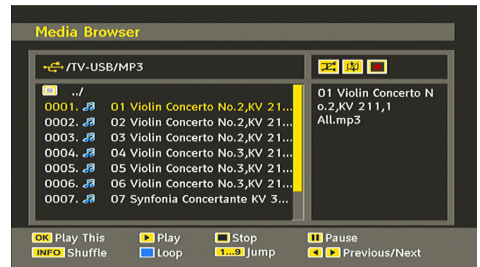 Media Browser
/TV-USB/MP3
../
0001. 01 Violin Concerto No.2,KV 21...
0002. 02 Violin Concerto No.2,KV 21...
0003. 03 Violin Concerto No.2,KV 21...
0004. 04 Violin Concerto No.3,KV 21...
0005. 05 Violin Concerto No.3,KV 21...
0006. 06 Violin Concerto No.3,KV 21...
0007. 07 Synfonia Concertante KV 3...
01 Violin Concerto N
o.2,KV 211,1
All.mp3
OK Play This Play Stop Pause
INFO Shuffle Loop 1...9 Jump Previous/Next